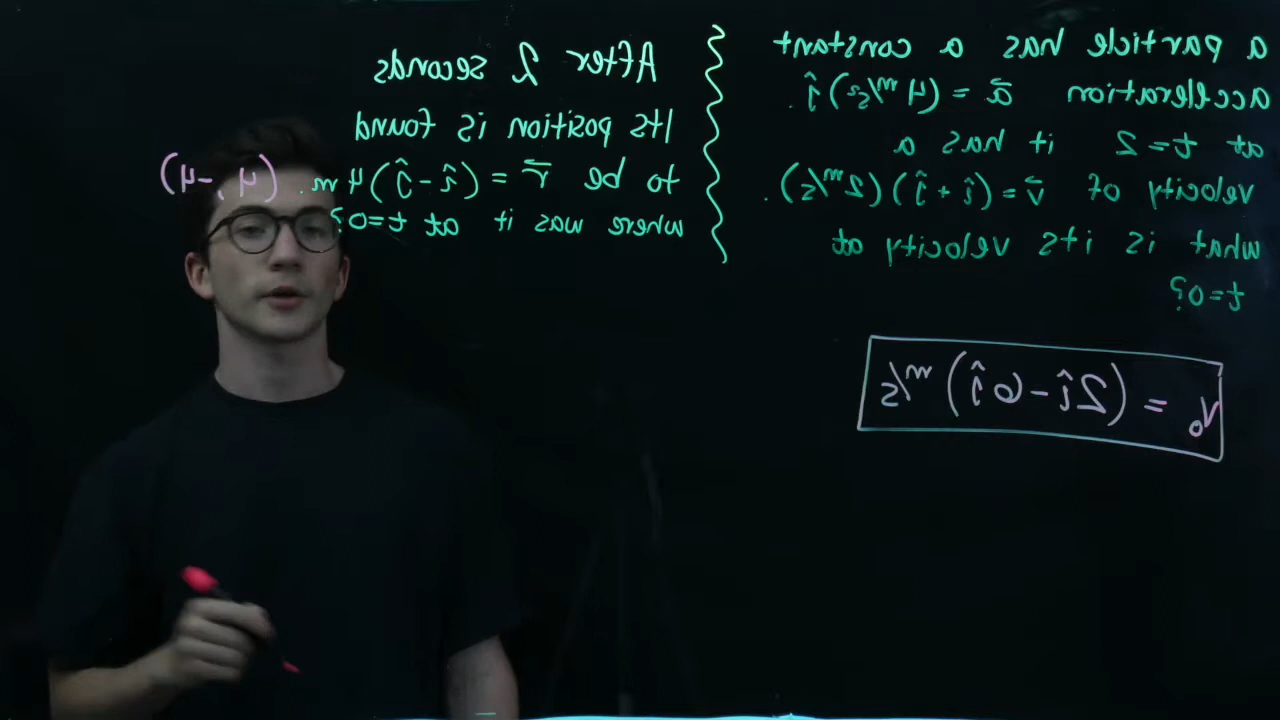 a particle has a constant
acceleration a⃗ = (4 m/s²) ĵ.
at t=2 it has a
velocity of v⃗ = (î + ĵ)(2 m/s).
what is its velocity at
t=0?
V₀ = (2î - 6ĵ) m/s
After 2 seconds
Its position is found
to be r⃗ = (î - ĵ) 4 m. (4, -4)
where was it at t=0?